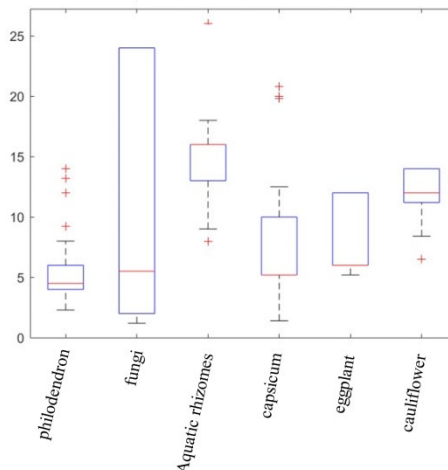 25
20
15
10
5
0
philodendron
fungi
Aquatic rhizomes
capsicum
eggplant
cauliflower